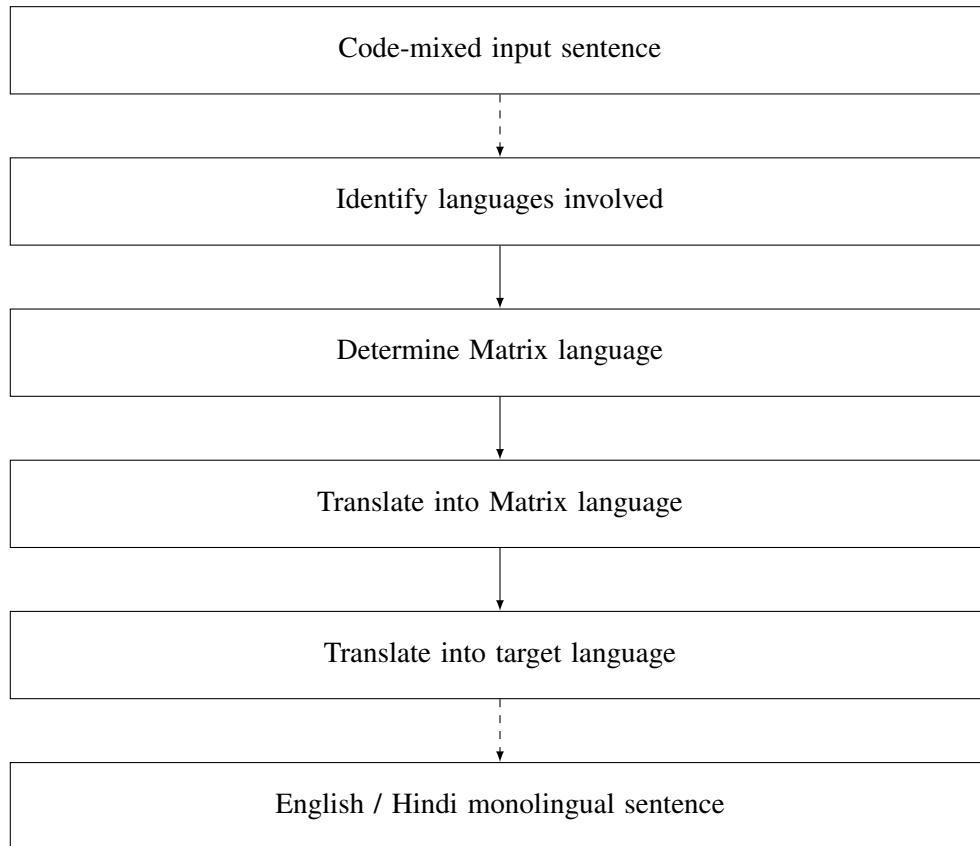 Code-mixed input sentence
Identify languages involved
Determine Matrix language
Translate into Matrix language
Translate into target language
English / Hindi monolingual sentence